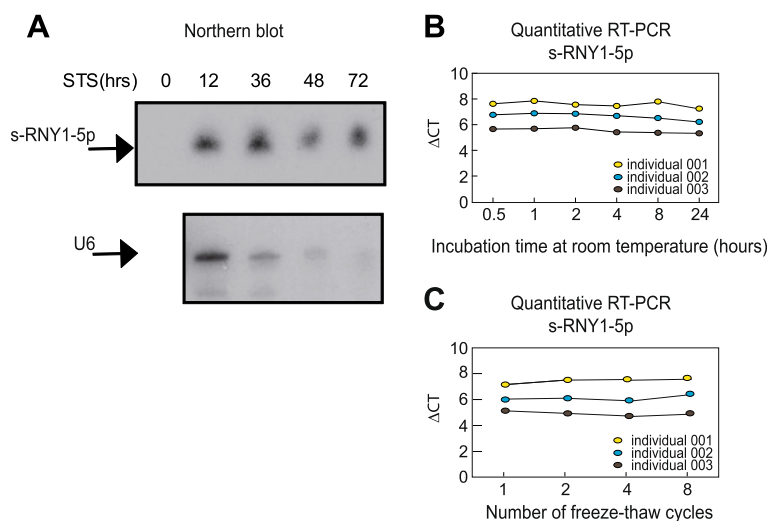 A
Northern blot
STS(hrs) 0 12 36 48 72
s-RNY1-5p
U6
B
Quantitative RT-PCR
s-RNY1-5p
10
8
6
4
2
0
ΔCT
individual 001
individual 002
individual 003
0.5 1 2 4 8 24
Incubation time at room temperature (hours)
C
Quantitative RT-PCR
s-RNY1-5p
10
8
6
4
2
0
ΔCT
individual 001
individual 002
individual 003
1 2 4 8
Number of freeze-thaw cycles